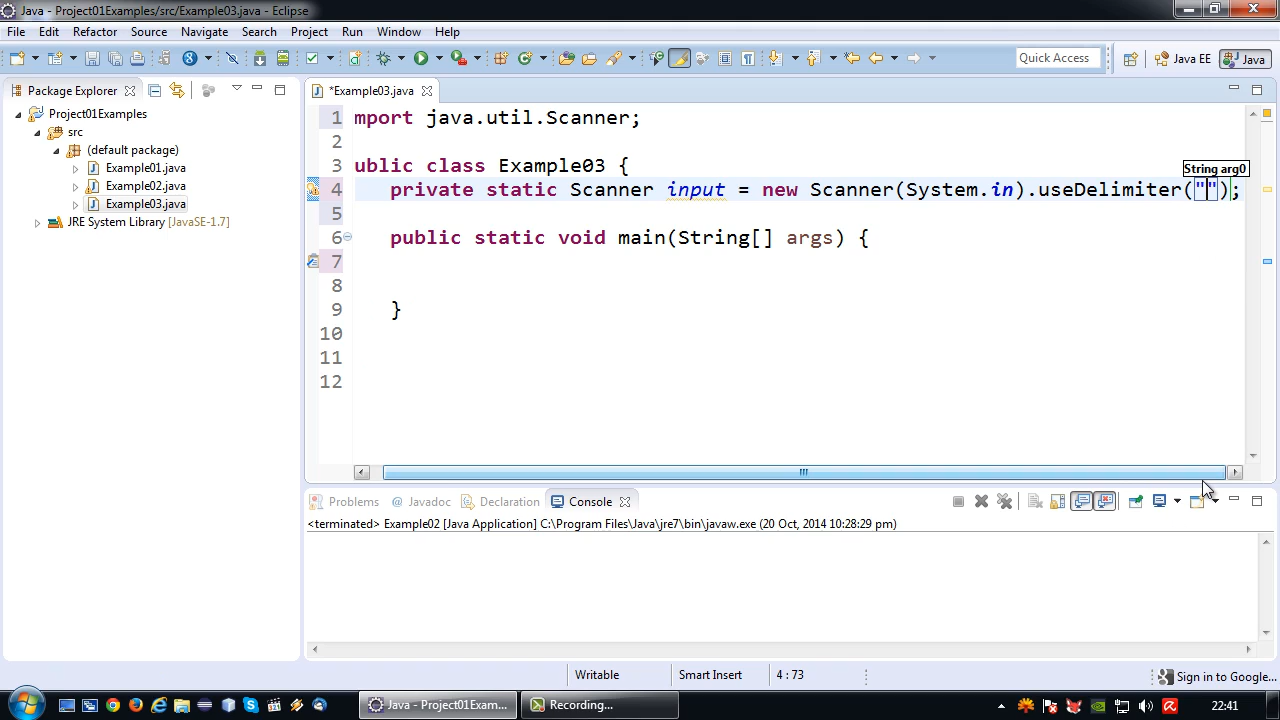 Java - Project01Examples/src/Example03.java - Eclipse
File Edit Refactor Source Navigate Search Project Run Window Help
Quick Access Java EE Java
Package Explorer
*Example03.java
Project01Examples
src
(default package)
Example01.java
Example02.java
Example03.java
JRE System Library [JavaSE-1.7]
1 mport java.util.Scanner;
2
3 ublic class Example03 {
String arg0
4 private static Scanner input = new Scanner(System.in).useDelimiter("");
5
6 public static void main(String[] args) {
7
8
9 }
10
11
12
Problems @ Javadoc Declaration Console
<terminated> Example02 [Java Application] C:\Program Files\Java\jre7\bin\javaw.exe (20 Oct, 2014 10:28:29 pm)
Writable Smart Insert 4 : 73 Sign in to Google...
Java - Project01Exam... Recording... 22:41